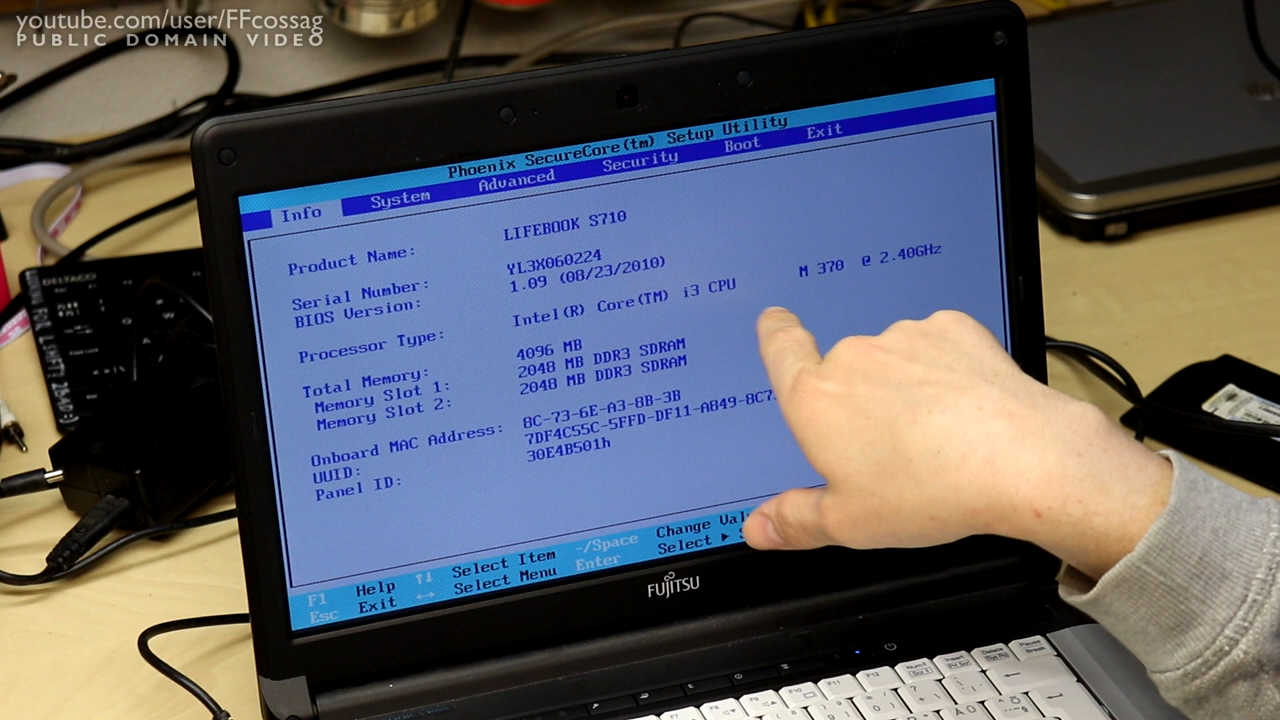 youtube.com/user/FFcossag
PUBLIC DOMAIN VIDEO
Phoenix SecureCore(tm) Setup Utility
Info System Advanced Security Boot Exit
Product Name: LIFEBOOK S710
Serial Number: YL3X060224
BIOS Version: 1.09 (08/23/2010)
Processor Type: Intel(R) Core(TM) i3 CPU M 370 @ 2.40GHz
Total Memory: 4096 MB
Memory Slot 1: 2048 MB DDR3 SDRAM
Memory Slot 2: 2048 MB DDR3 SDRAM
Onboard MAC Address: 8C-73-6E-A3-8B-3B
UUID: 7DF4C55C-5FFD-DF11-A849-8C7
Panel ID: 30E4B501h
F1 Help ↑↓ Select Item -/Space Change Val
Esc Exit ↔ Select Menu Enter Select ▶ S
FUJITSU
DELTACO